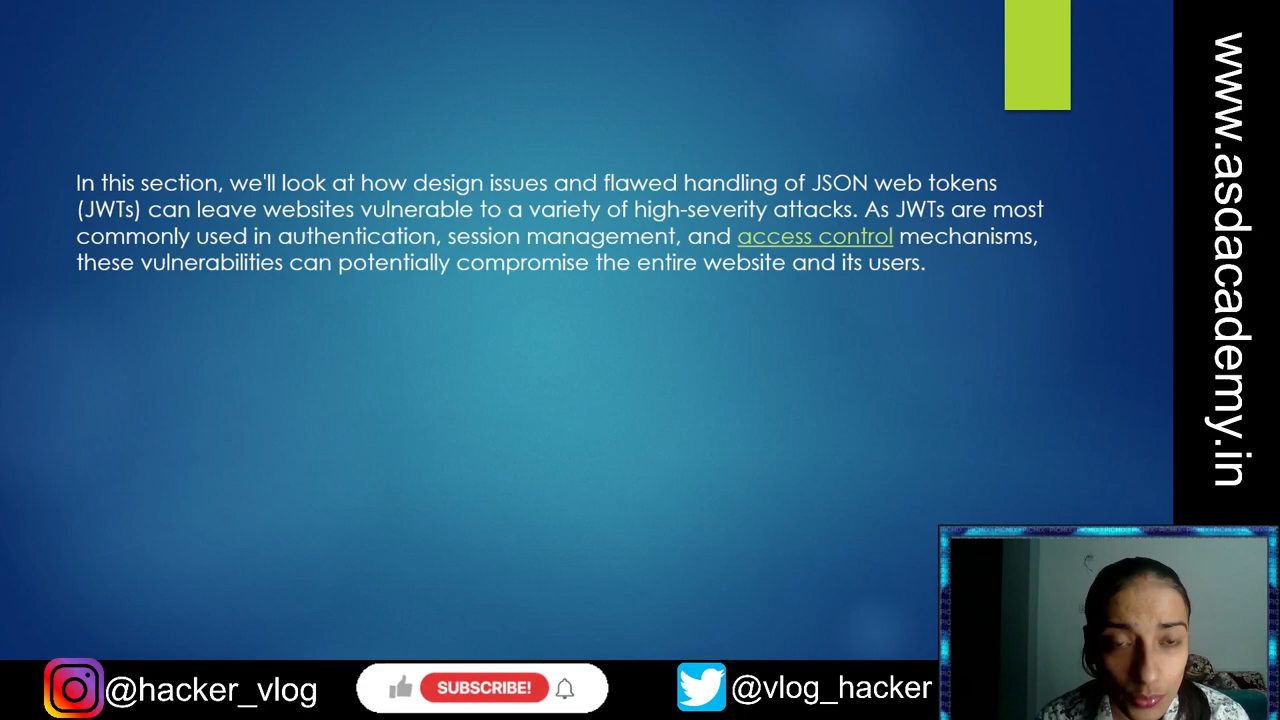 In this section, we'll look at how design issues and flawed handling of JSON web tokens
(JWTs) can leave websites vulnerable to a variety of high-severity attacks. As JWTs are most
commonly used in authentication, session management, and access control mechanisms,
these vulnerabilities can potentially compromise the entire website and its users.
www.asdacademy.in
@hacker_vlog
SUBSCRIBE!
@vlog_hacker